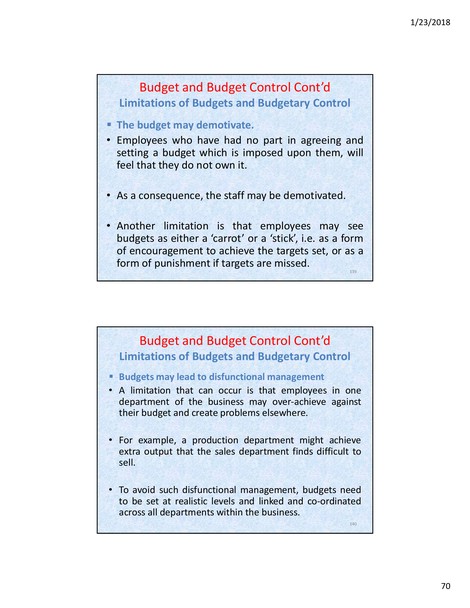 1/23/2018
Budget and Budget Control Cont’d
Limitations of Budgets and Budgetary Control
▪ The budget may demotivate.
• Employees who have had no part in agreeing and
setting a budget which is imposed upon them, will
feel that they do not own it.
• As a consequence, the staff may be demotivated.
• Another limitation is that employees may see
budgets as either a ‘carrot’ or a ‘stick’, i.e. as a form
of encouragement to achieve the targets set, or as a
form of punishment if targets are missed.
Budget and Budget Control Cont’d
Limitations of Budgets and Budgetary Control
▪ Budgets may lead to disfunctional management
• A limitation that can occur is that employees in one
department of the business may over-achieve against
their budget and create problems elsewhere.
• For example, a production department might achieve
extra output that the sales department finds difficult to
sell.
• To avoid such disfunctional management, budgets need
to be set at realistic levels and linked and co-ordinated
across all departments within the business.
70